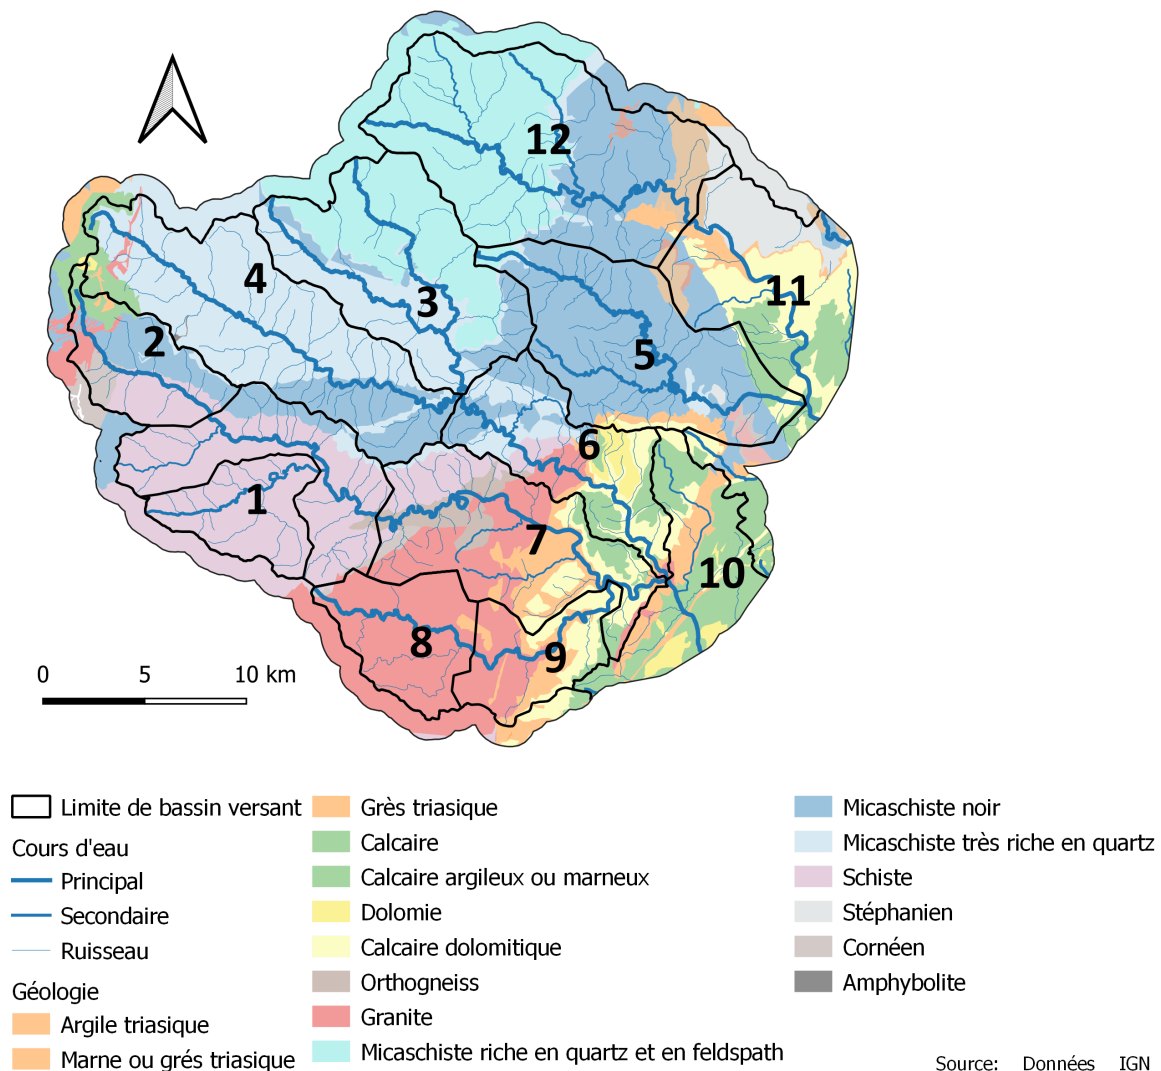 12
4
3
11
2
5
6
1
7
10
8
9
0 5 10 km
Limite de bassin versant
Cours d'eau
Principal
Secondaire
Ruisseau
Géologie
Argile triasique
Marne ou grés triasique
Grès triasique
Calcaire
Calcaire argileux ou marneux
Dolomie
Calcaire dolomitique
Orthogneiss
Granite
Micaschiste riche en quartz et en feldspath
Micaschiste noir
Micaschiste très riche en quartz
Schiste
Stéphanien
Cornéen
Amphybolite
Source: Données IGN